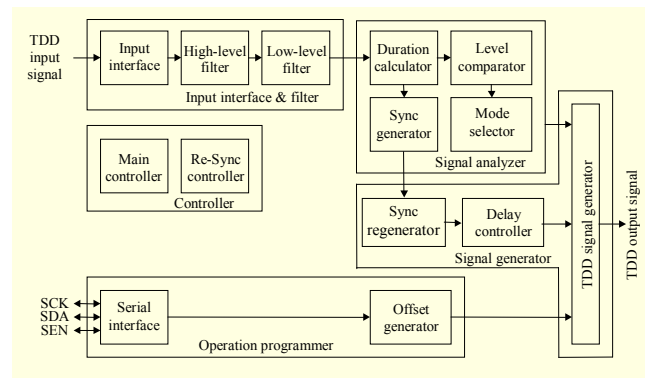 TDD
input
signal
Input
interface
High-level
filter
Low-level
filter
Input interface & filter
Duration
calculator
Level
comparator
Sync
generator
Mode
selector
Signal analyzer
Main
controller
Re-Sync
controller
Controller
Sync
regenerator
Delay
controller
Signal generator
TDD signal generator
TDD output signal
SCK
SDA
SEN
Serial
interface
Offset
generator
Operation programmer